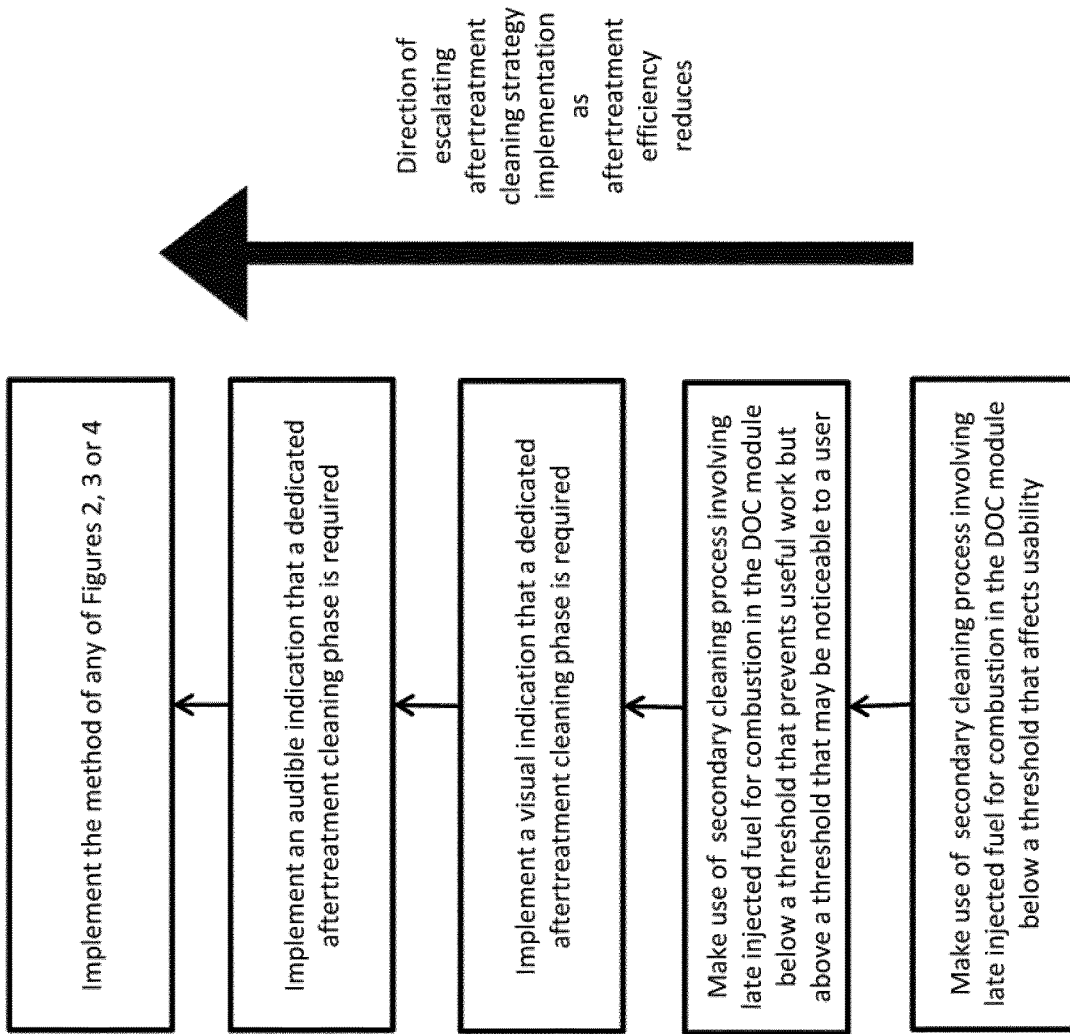 Implement the method of any of Figures 2, 3 or 4
Implement an audible indication that a dedicated
aftertreatment cleaning phase is required
Implement a visual indication that a dedicated
aftertreatment cleaning phase is required
Make use of secondary cleaning process involving
late injected fuel for combustion in the DOC module
below a threshold that prevents useful work but
above a threshold that may be noticeable to a user
Make use of secondary cleaning process involving
late injected fuel for combustion in the DOC module
below a threshold that affects usability
Direction of
escalating
aftertreatment
cleaning strategy
implementation
as
aftertreatment
efficiency
reduces